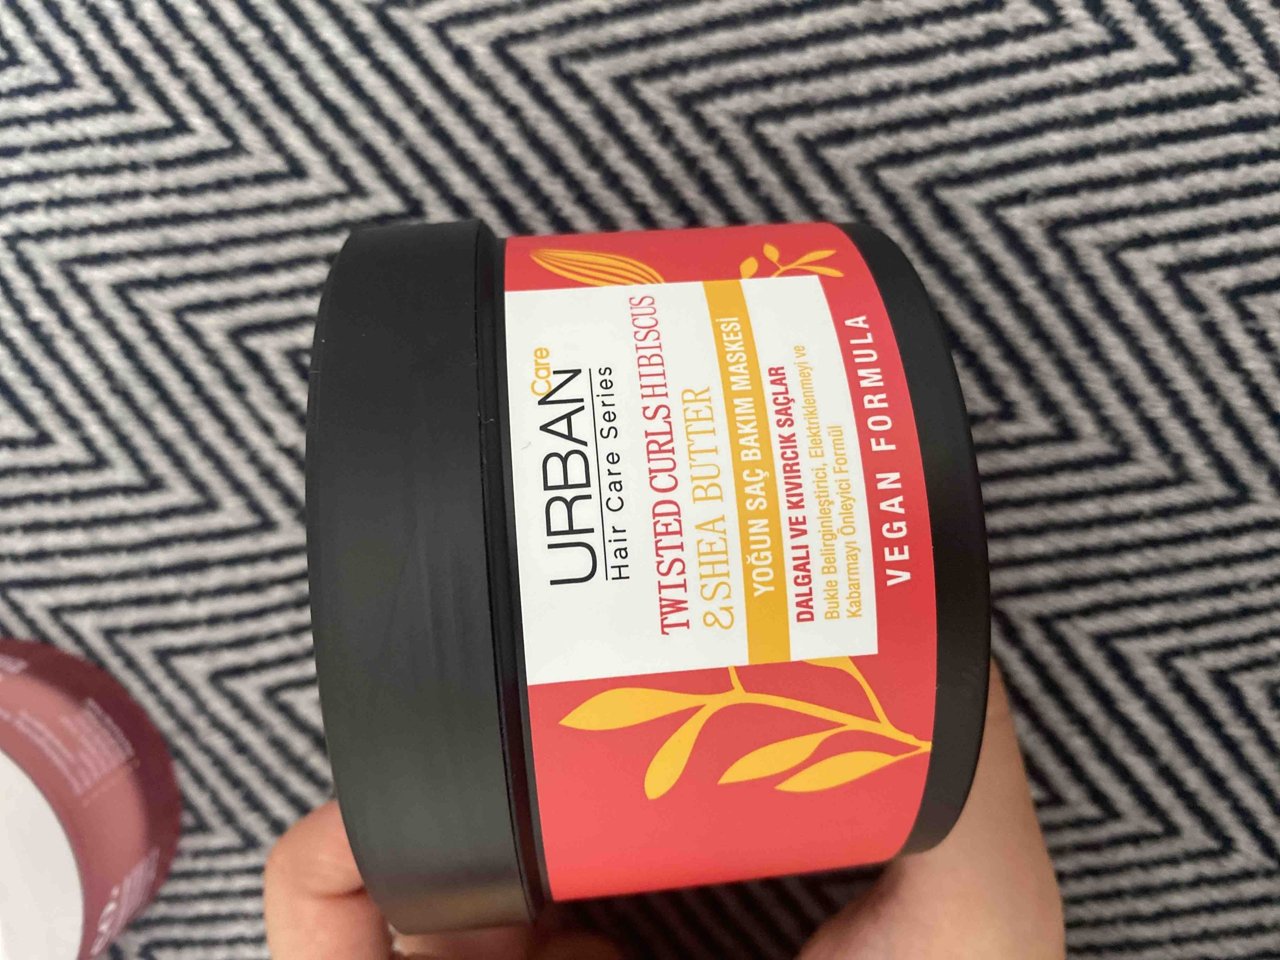 URBAN Care
Hair Care Series
TWISTED CURLS HIBISCUS
& SHEA BUTTER
YOĞUN SAÇ BAKIM MASKESİ
DALGALI VE KIVIRCIK SAÇLAR
Bukle Belirginleştirici, Elektriklenmeyi ve
Kabarmayı Önleyici Formül
VEGAN FORMULA